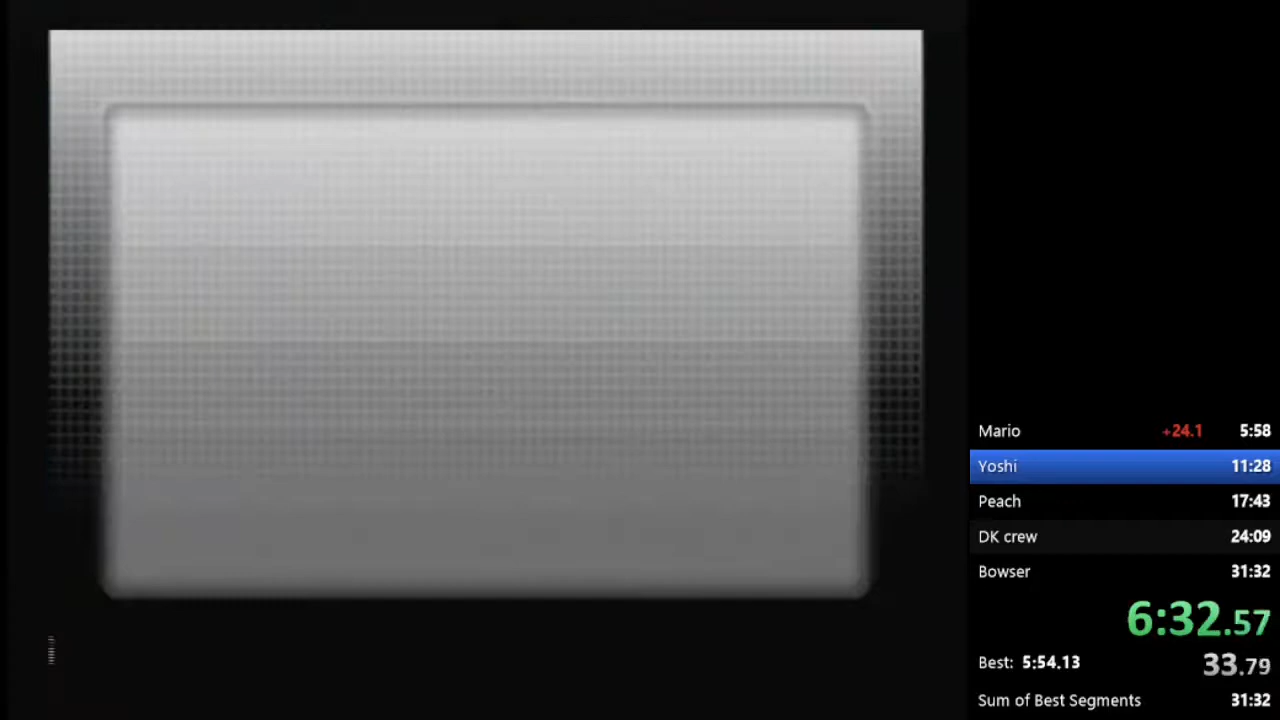 Mario +24.1 5:58
Yoshi 11:28
Peach 17:43
DK crew 24:09
Bowser 31:32
6:32.57
Best: 5:54.13 33.79
Sum of Best Segments 31:32